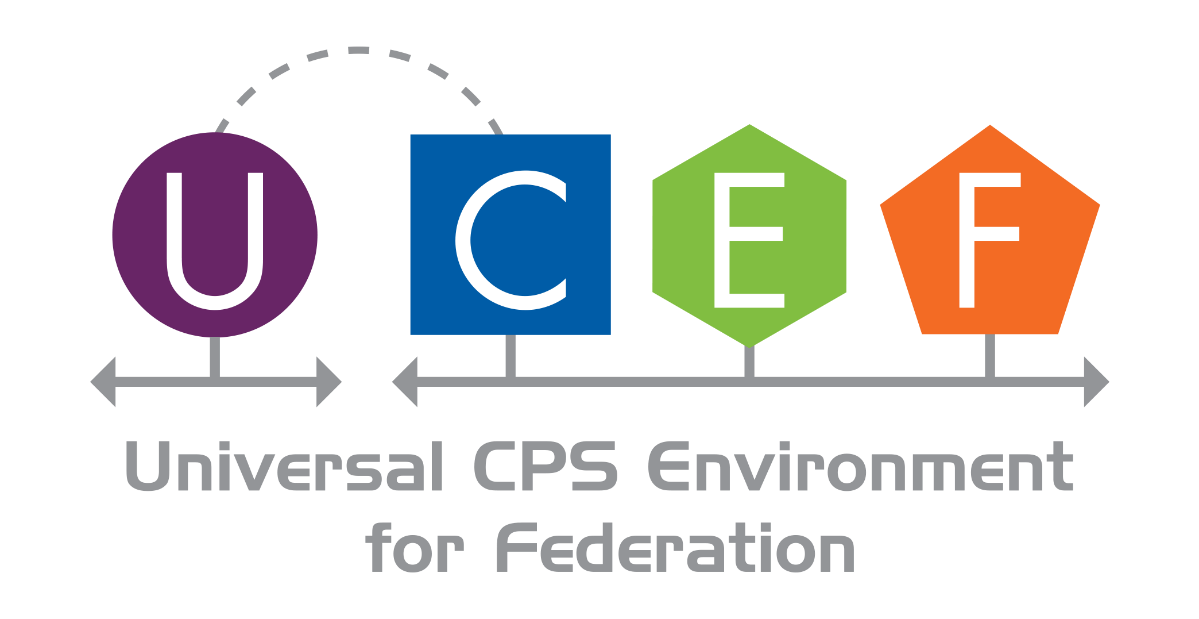 U C E F
Universal CPS Environment
for Federation